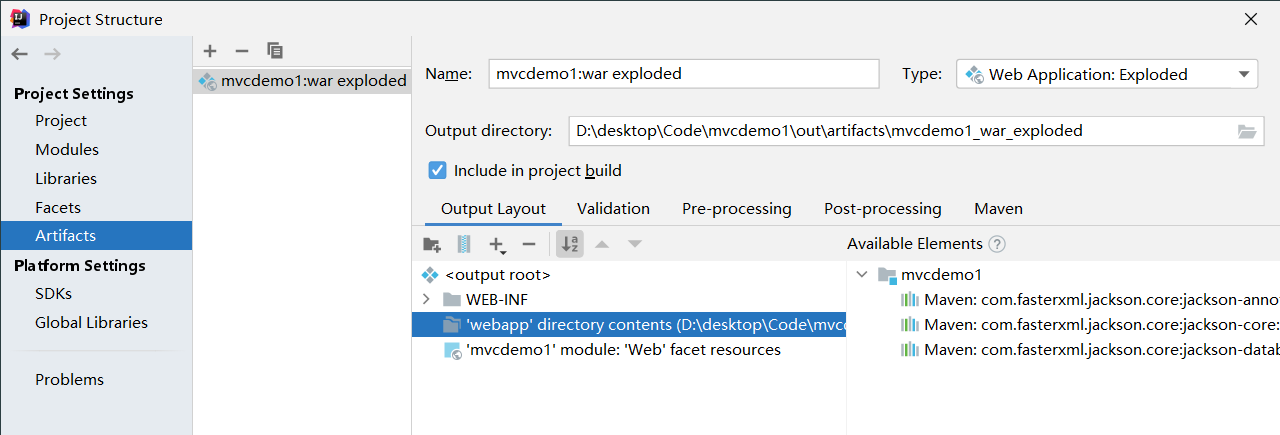 Project Structure
Project Settings
Project
Modules
Libraries
Facets
Artifacts
Platform Settings
SDKs
Global Libraries
Problems
mvcdemo1:war exploded
Name: mvcdemo1:war exploded Type: Web Application: Exploded
Output directory: D:\desktop\Code\mvcdemo1\out\artifacts\mvcdemo1_war_exploded
Include in project build
Output Layout Validation Pre-processing Post-processing Maven
Available Elements ?
<output root>
WEB-INF
'webapp' directory contents (D:\desktop\Code\mvcd
'mvcdemo1' module: 'Web' facet resources
mvcdemo1
Maven: com.fasterxml.jackson.core:jackson-anno
Maven: com.fasterxml.jackson.core:jackson-core:
Maven: com.fasterxml.jackson.core:jackson-datab